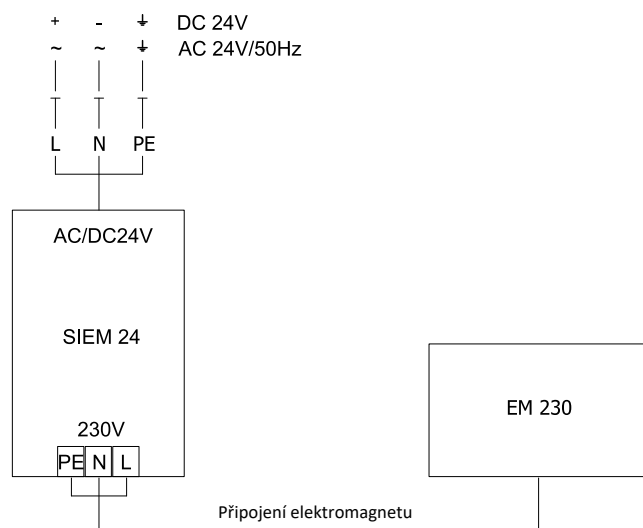 + - ⏚ DC 24V
~ ~ ⏚ AC 24V/50Hz
L N PE
AC/DC24V
SIEM 24
EM 230
230V
PE N L
Připojení elektromagnetu